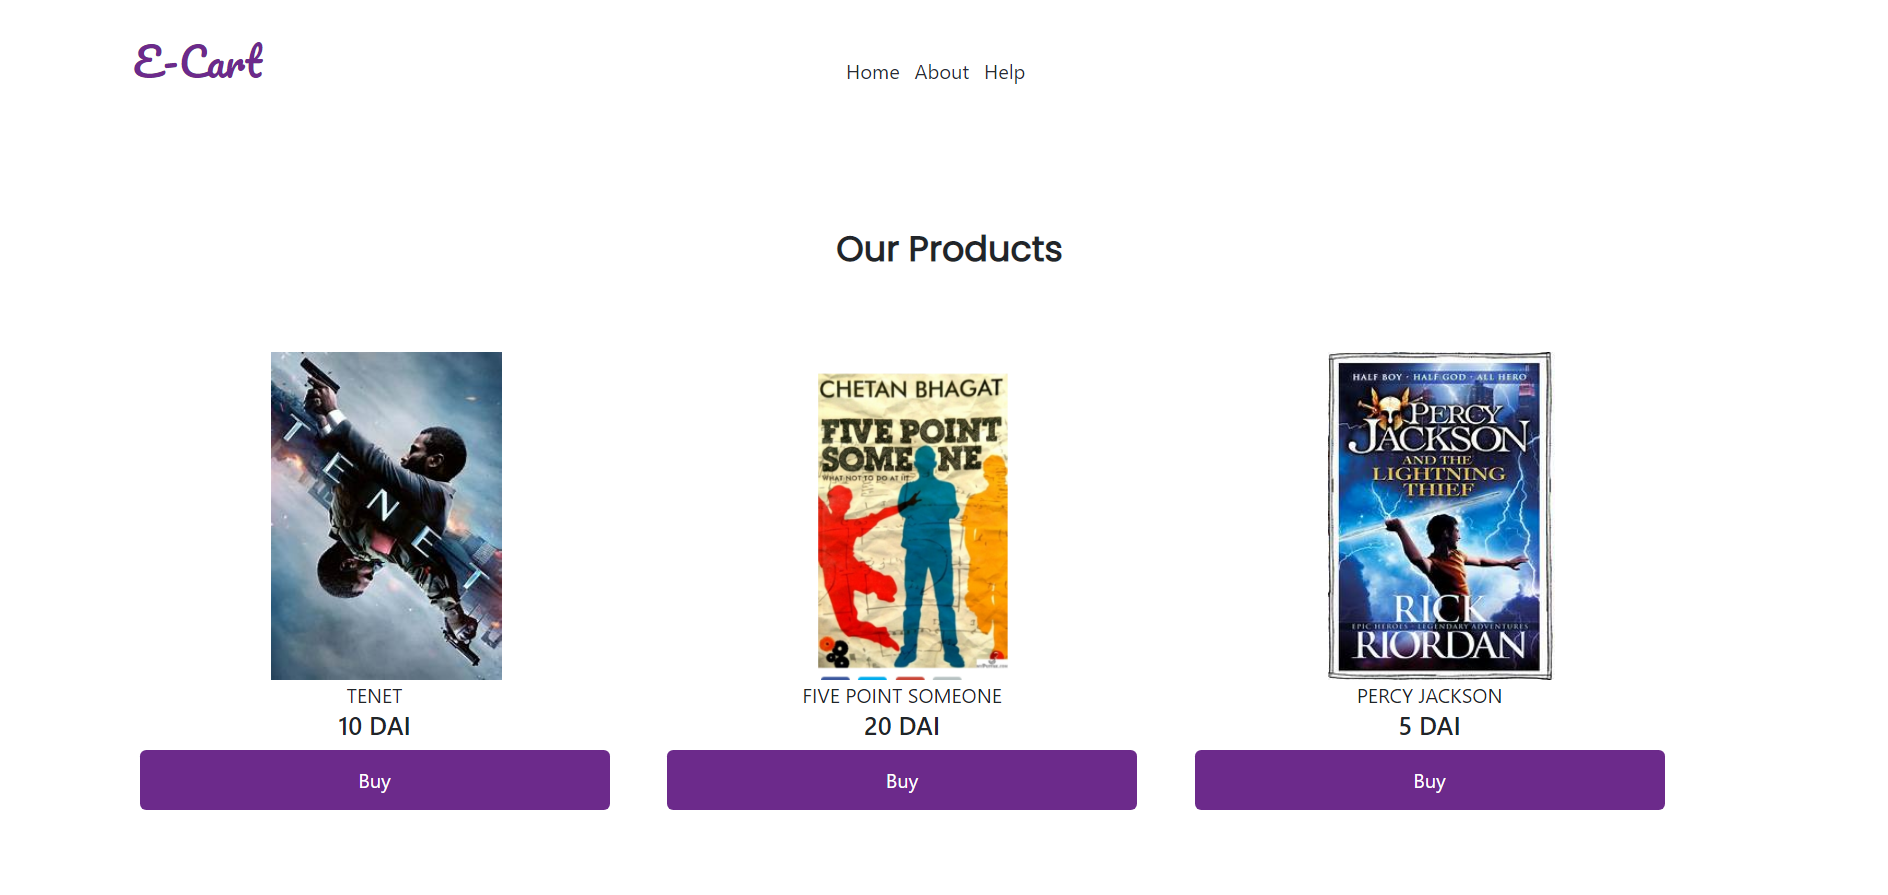 E-Cart
Home About Help
Our Products
TENET
CHETAN BHAGAT
FIVE POINT
SOMEONE
WHAT NOT TO DO AT IIT
HALF BOY · HALF GOD · ALL HERO
PERCY
JACKSON
AND THE
LIGHTNING
THIEF
RICK
EPIC HEROES · LEGENDARY ADVENTURES
RIORDAN
TENET
10 DAI
Buy
FIVE POINT SOMEONE
20 DAI
Buy
PERCY JACKSON
5 DAI
Buy